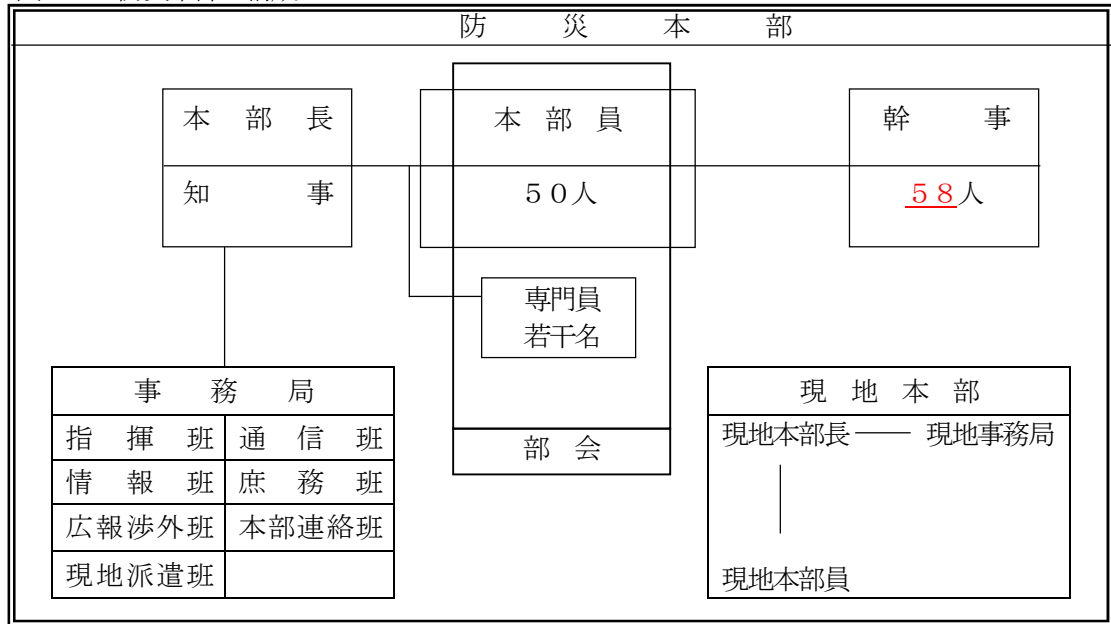 防災本部
本部長
本部員
幹事
知事
50人
58人
専門員
若干名
事務局
指揮班 通信班
情報班 庶務班
広報渉外班 本部連絡班
現地派遣班
部会
現地本部
現地本部長 現地事務局
現地本部員